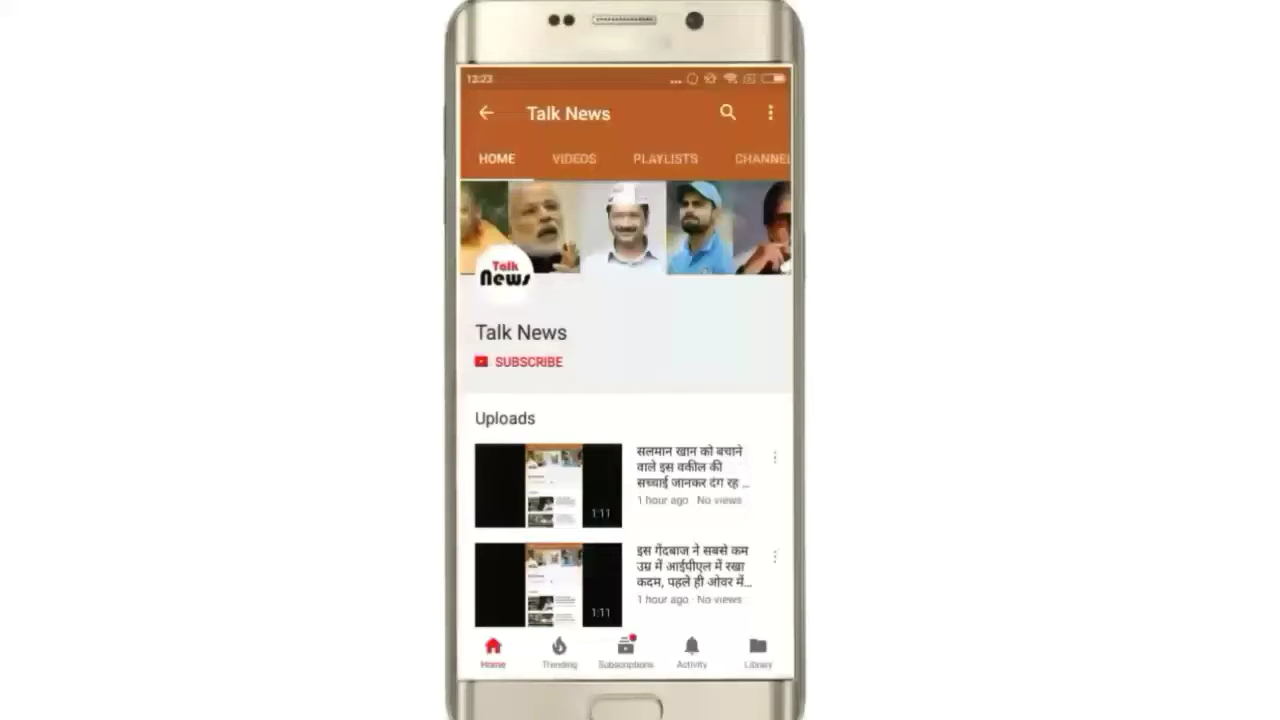 12:23
Talk News
HOME VIDEOS PLAYLISTS CHANNEL
Talk
News
Talk News
SUBSCRIBE
Uploads
सलमान खान को बचाने
वाले इस वकील की
सच्चाई जानकर दंग रह ...
1 hour ago · No views
1:11
इस गेंदबाज ने सबसे कम
उम्र में आईपीएल में रखा
कदम, पहले ही ओवर में...
1 hour ago · No views
1:11
Home Trending Subscriptions Activity Library